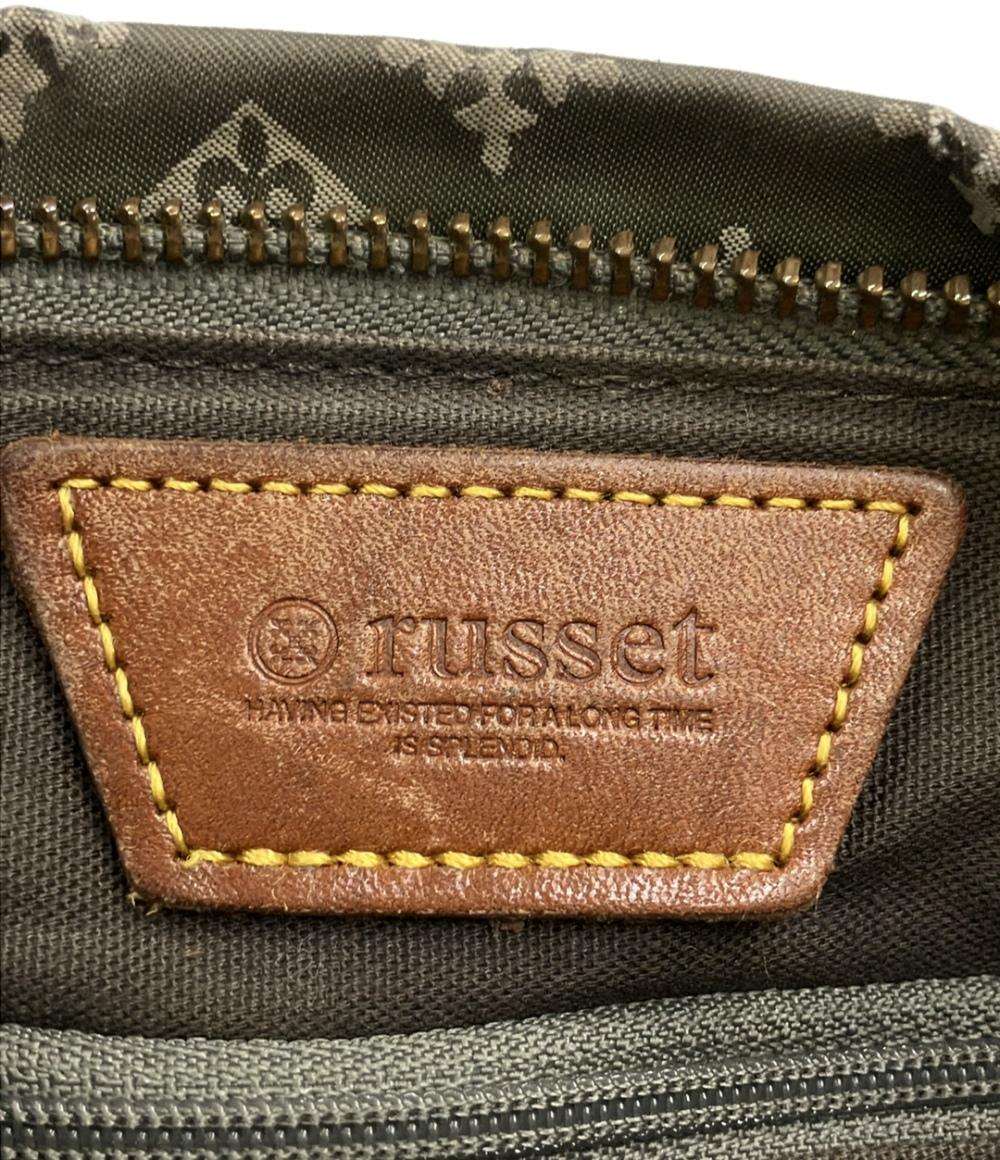 russet
HAVING EXISTED FOR A LONG TIME
IS SPLENDID.